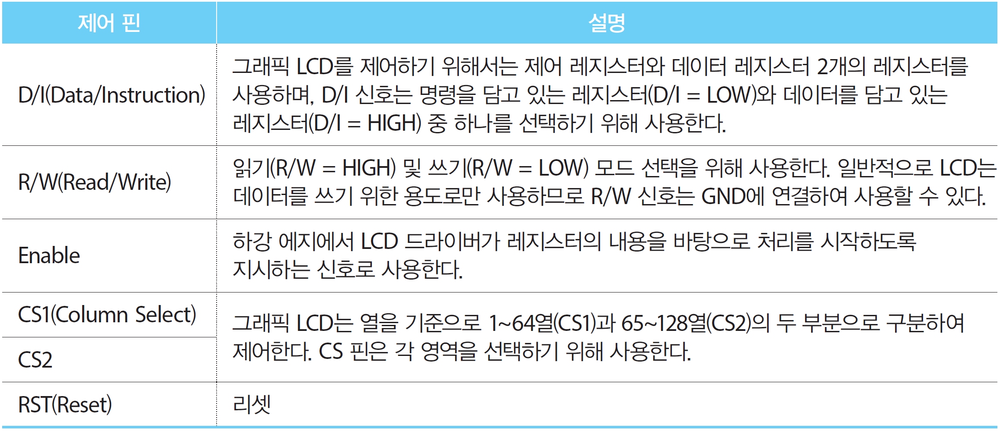 제어 핀
설명
D/I(Data/Instruction)
그래픽 LCD를 제어하기 위해서는 제어 레지스터와 데이터 레지스터 2개의 레지스터를
사용하며, D/I 신호는 명령을 담고 있는 레지스터(D/I = LOW)와 데이터를 담고 있는
레지스터(D/I = HIGH) 중 하나를 선택하기 위해 사용한다.
R/W(Read/Write)
읽기(R/W = HIGH) 및 쓰기(R/W = LOW) 모드 선택을 위해 사용한다. 일반적으로 LCD는
데이터를 쓰기 위한 용도로만 사용하므로 R/W 신호는 GND에 연결하여 사용할 수 있다.
Enable
하강 에지에서 LCD 드라이버가 레지스터의 내용을 바탕으로 처리를 시작하도록
지시하는 신호로 사용한다.
CS1(Column Select)
CS2
그래픽 LCD는 열을 기준으로 1~64열(CS1)과 65~128열(CS2)의 두 부분으로 구분하여
제어한다. CS 핀은 각 영역을 선택하기 위해 사용한다.
RST(Reset)
리셋